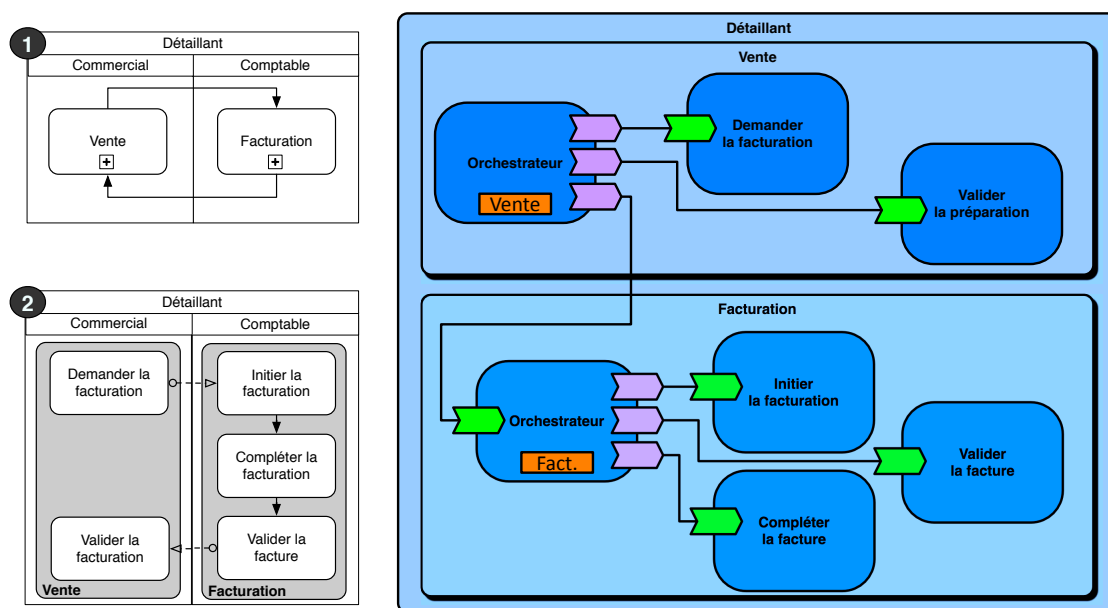 1
Détaillant
Commercial
Comptable
Vente
Facturation
2
Détaillant
Commercial
Comptable
Demander la
facturation
Initier la
facturation
Compléter la
facturation
Valider la
facturation
Valider la
facture
Vente
Facturation
Détaillant
Vente
Orchestrateur
Vente
Demander
la facturation
Valider
la préparation
Facturation
Orchestrateur
Fact.
Initier
la facturation
Valider
la facture
Compléter
la facture